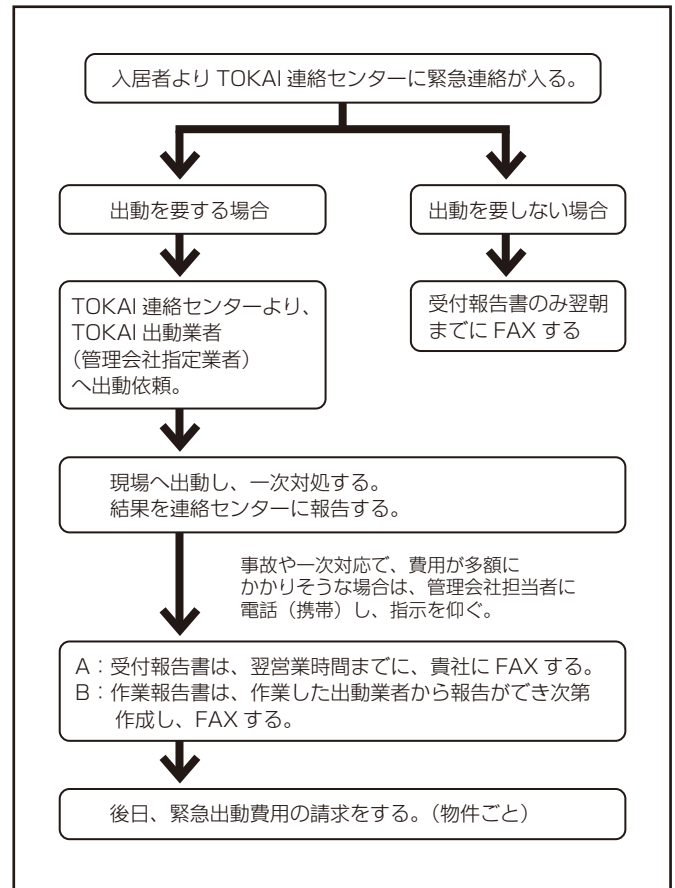 入居者より TOKAI 連絡センターに緊急連絡が入る。
出動を要する場合
出動を要しない場合
TOKAI 連絡センターより、
TOKAI 出動業者
（管理会社指定業者）
へ出動依頼。
受付報告書のみ翌朝
までに FAX する
現場へ出動し、一次対処する。
結果を連絡センターに報告する。
事故や一次対応で、費用が多額に
かかりそうな場合は、管理会社担当者に
電話（携帯）し、指示を仰ぐ。
A：受付報告書は、翌営業時間までに、貴社に FAX する。
B：作業報告書は、作業した出動業者から報告ができ次第
作成し、FAX する。
後日、緊急出動費用の請求をする。（物件ごと）